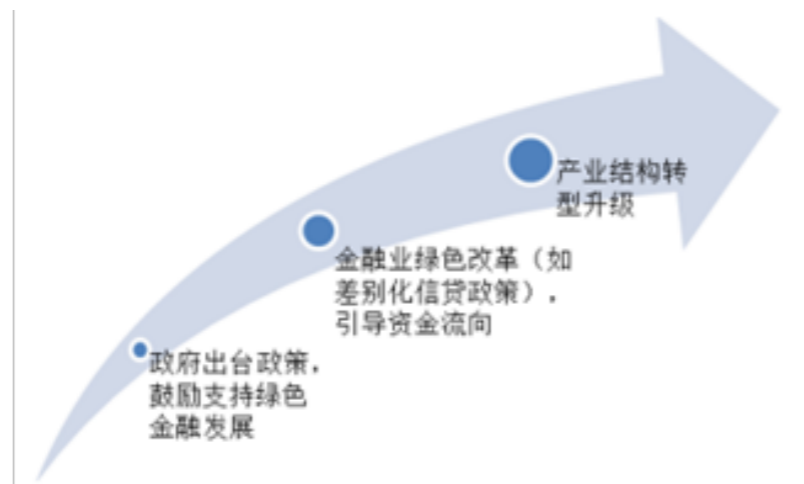 产业结构转
型升级
金融业绿色改革（如
差别化信贷政策），
引导资金流向
政府出台政策，
鼓励支持绿色
金融发展